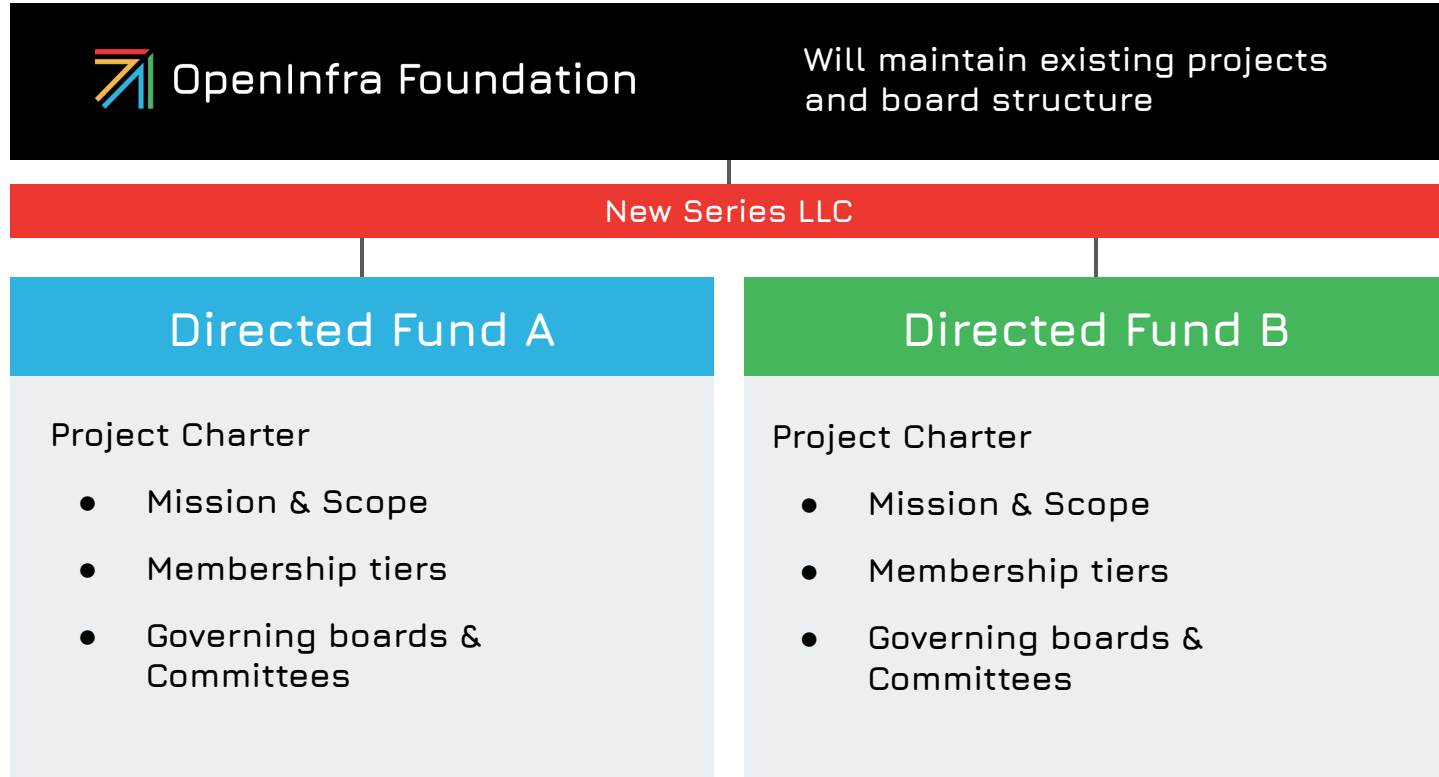 OpenInfra Foundation
Will maintain existing projects
and board structure
New Series LLC
Directed Fund A
Project Charter
● Mission & Scope
● Membership tiers
● Governing boards &
Committees
Directed Fund B
Project Charter
● Mission & Scope
● Membership tiers
● Governing boards &
Committees